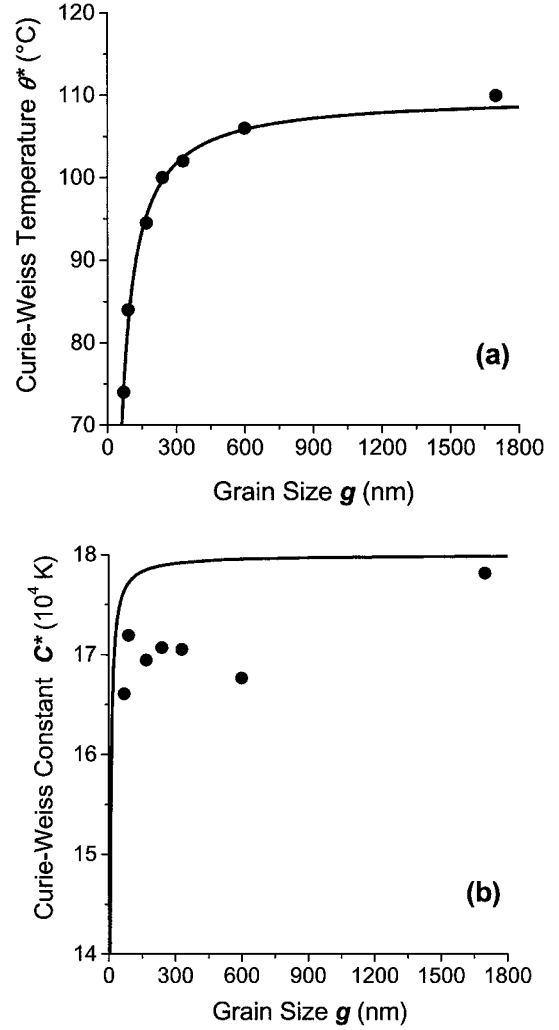 120
110
100
90
80
70
Curie-Weiss Temperature θ* (°C)
(a)
0 300 600 900 1200 1500 1800
Grain Size g (nm)
18
17
16
15
14
Curie-Weiss Constant C* (10⁴ K)
(b)
0 300 600 900 1200 1500 1800
Grain Size g (nm)